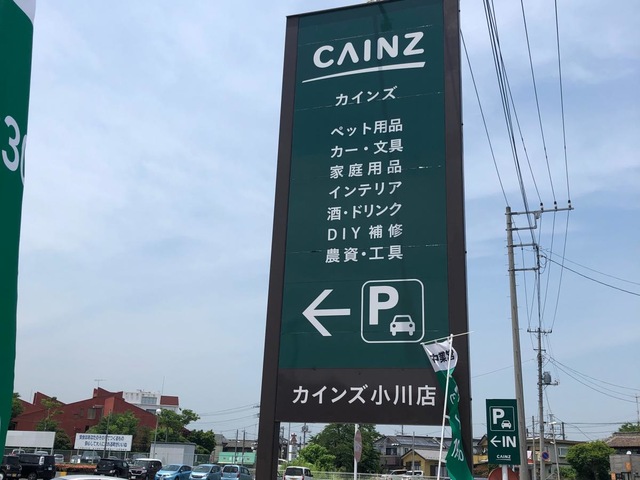 CAINZ
カインズ
ペット用品
カー・文具
家庭用品
インテリア
酒・ドリンク
DIY 補修
農資・工具
← P
カインズ小川店
P
←IN
CAINZ